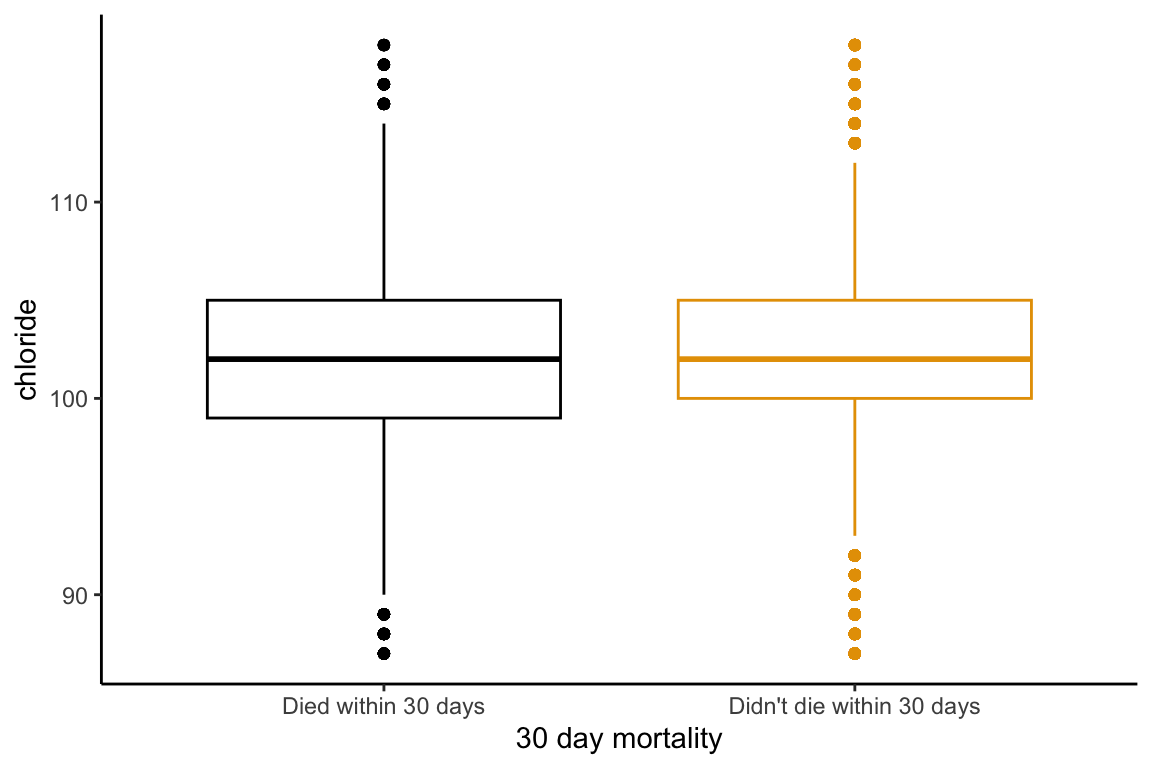 chloride
110
100
90
Died within 30 days
Didn't die within 30 days
30 day mortality